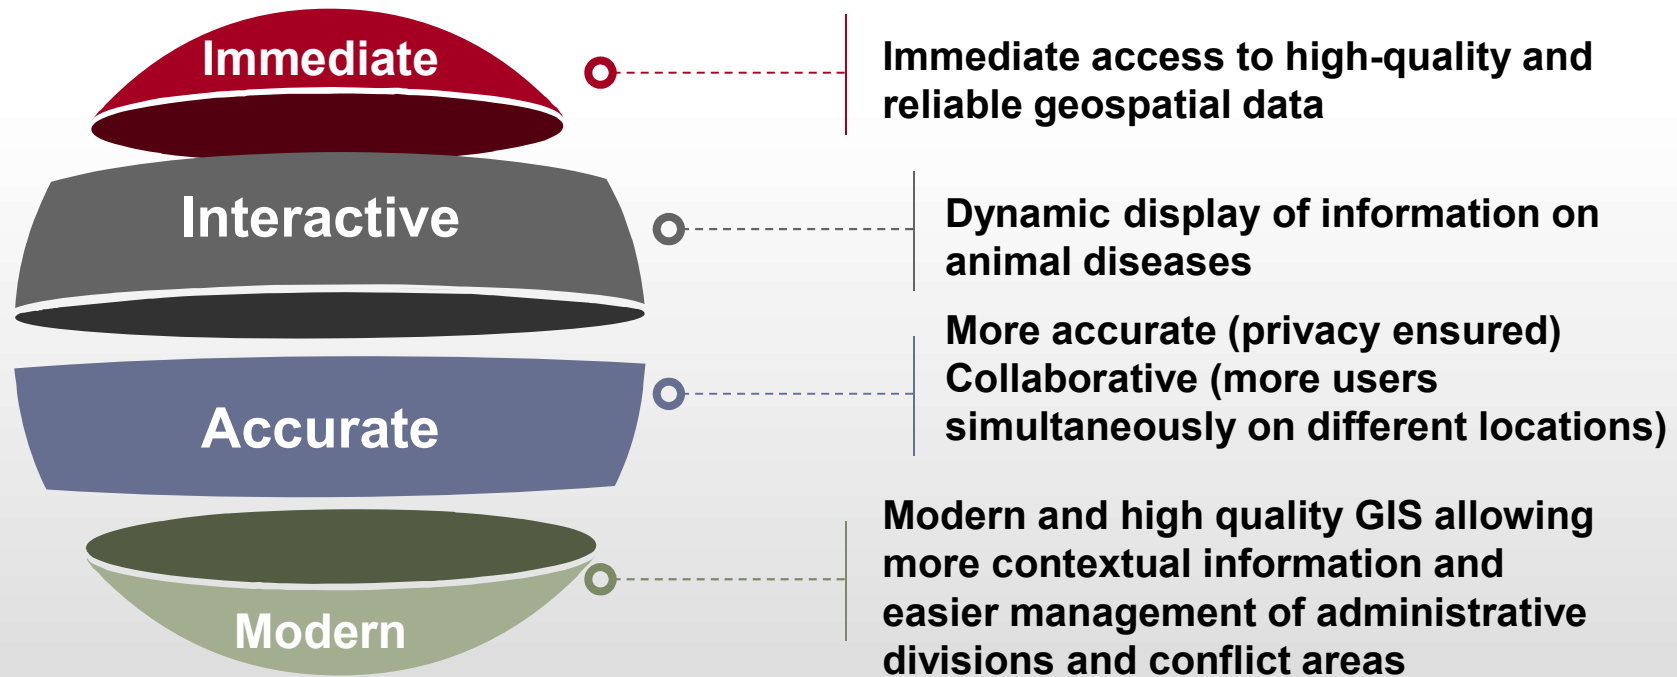 Immediate
Immediate access to high-quality and
reliable geospatial data
Interactive
Dynamic display of information on
animal diseases
Accurate
More accurate (privacy ensured)
Collaborative (more users
simultaneously on different locations)
Modern
Modern and high quality GIS allowing
more contextual information and
easier management of administrative
divisions and conflict areas